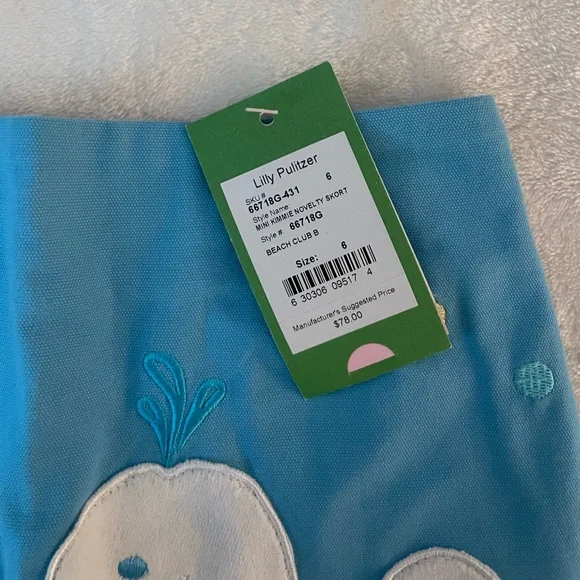 Lilly Pulitzer
SKU #
66718G-431 6
Style Name
MINI KIMMIE NOVELTY SKORT
Style # 66718G
BEACH CLUB B
Size: 6
6 30306 09517 4
Manufacturer's Suggested Price
$78.00